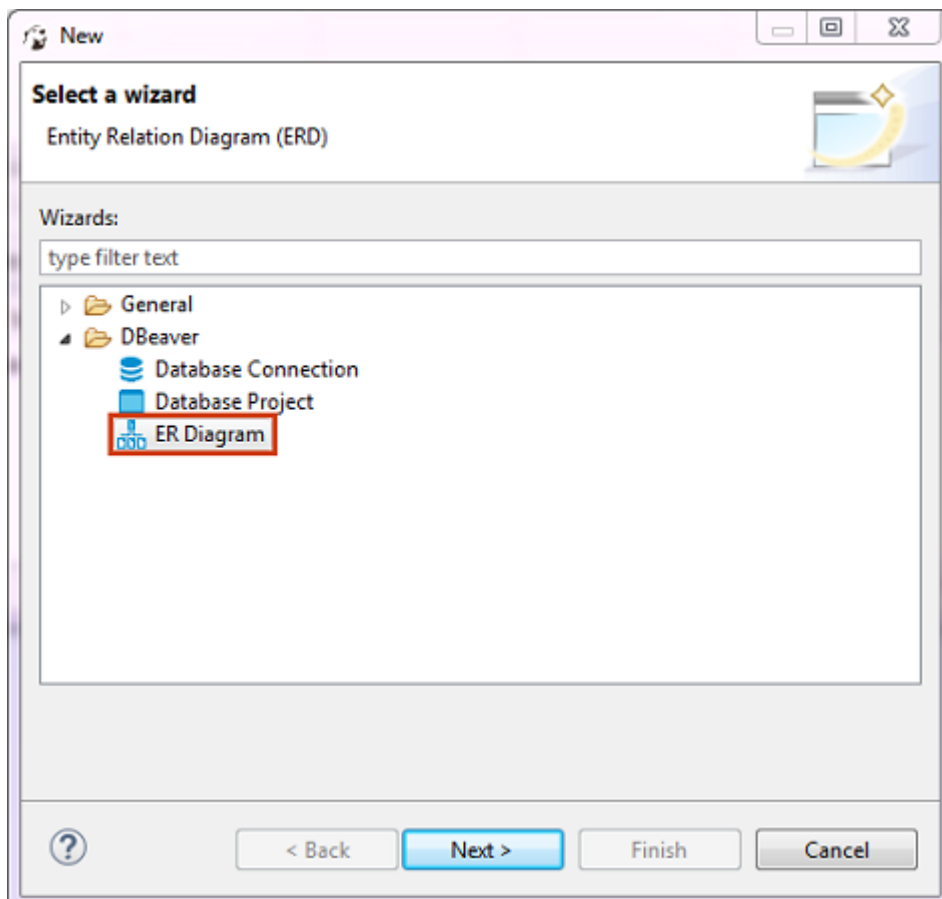 New
Select a wizard
Entity Relation Diagram (ERD)
Wizards:
type filter text
General
DBeaver
Database Connection
Database Project
ER Diagram
? < Back Next > Finish Cancel